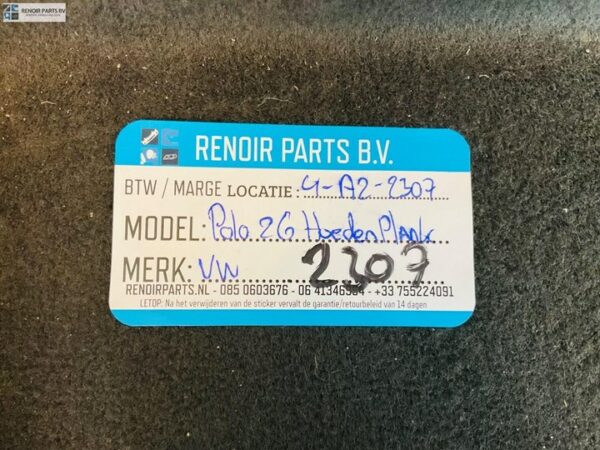 RENOIR PARTS BV
RENOIR PARTS B.V.
BTW / MARGE LOCATIE: 4-A2-2307
MODEL: Polo 2G HoedenPlank
MERK: VW 2307
RENOIRPARTS.NL - 085 0603676 - 06 41346594 - +33 755224091
LETOP: Na het verwijderen van de sticker vervalt de garantie/retourbeleid van 14 dagen